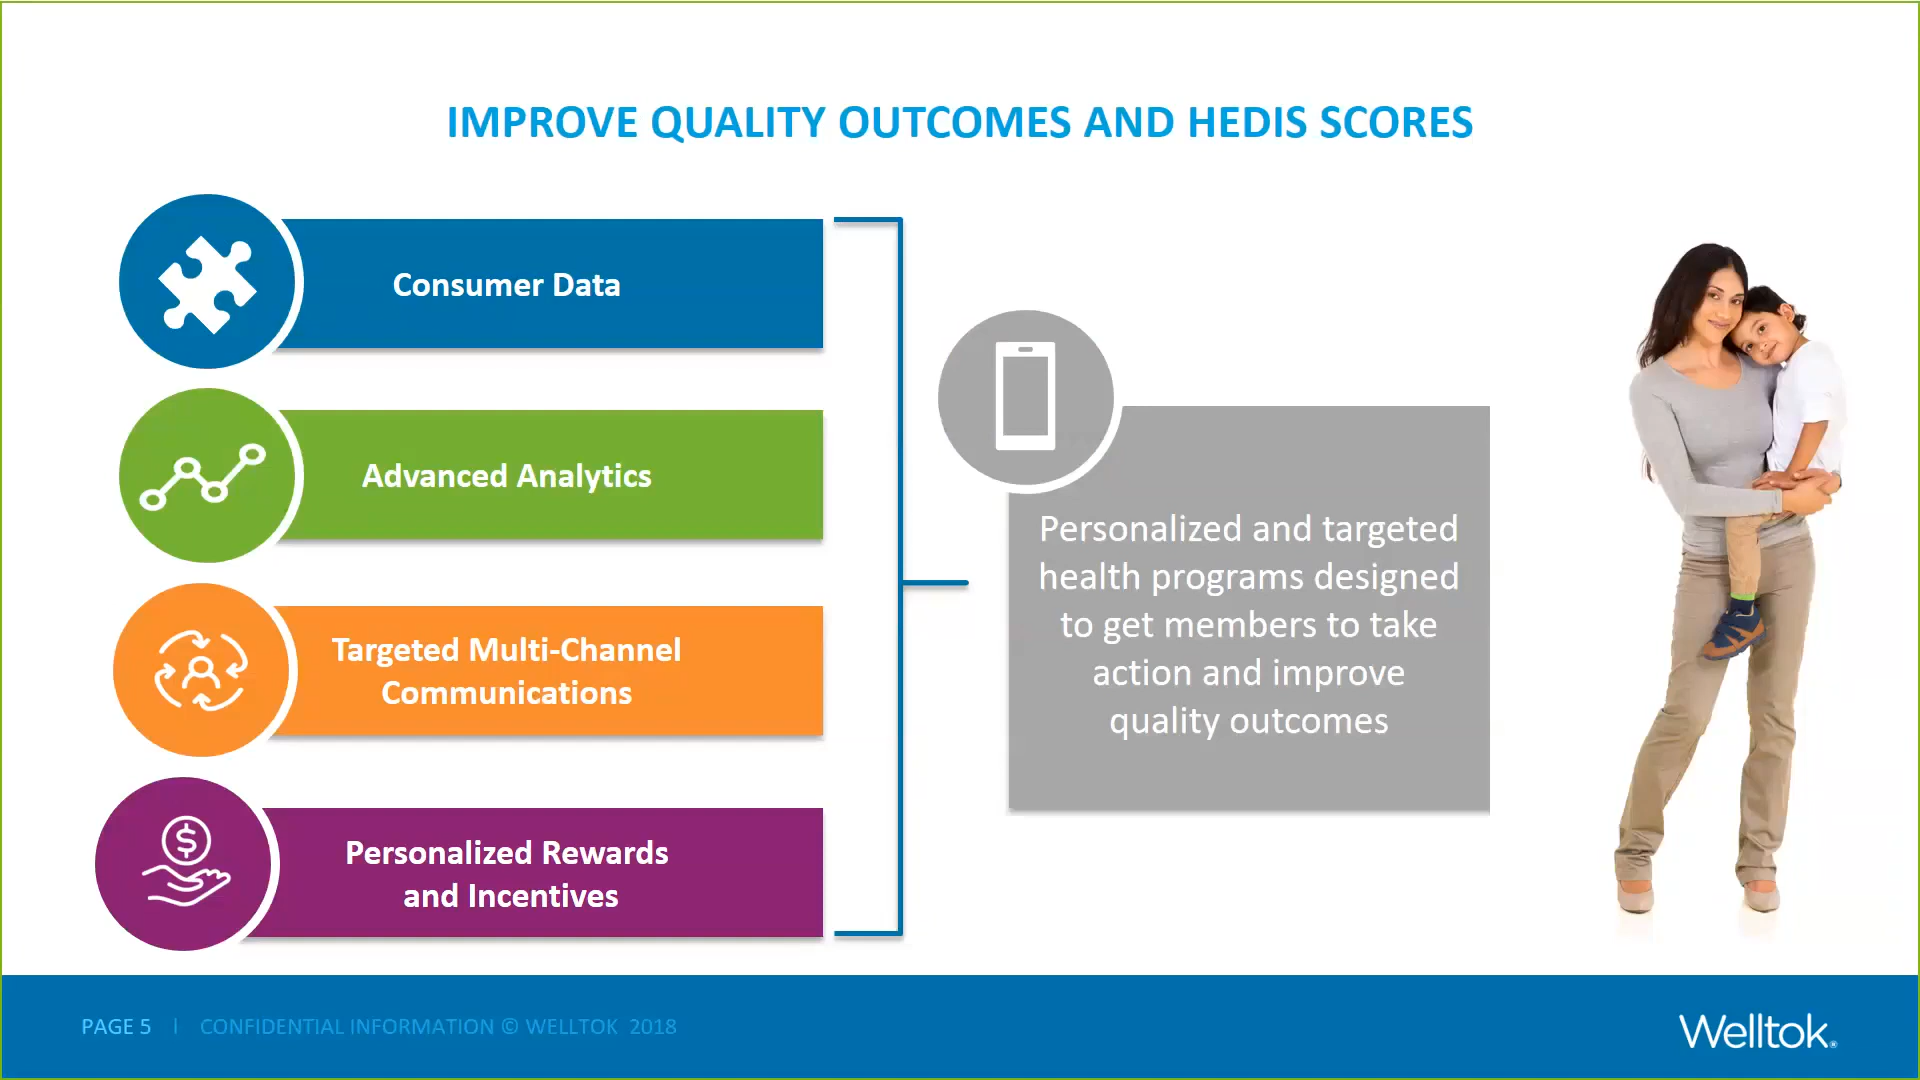 IMPROVE QUALITY OUTCOMES AND HEDIS SCORES
Consumer Data
Advanced Analytics
Targeted Multi-Channel
Communications
Personalized Rewards
and Incentives
$
Personalized and targeted
health programs designed
to get members to take
action and improve
quality outcomes
PAGE 5 | CONFIDENTIAL INFORMATION © WELLTOK 2018
Welltok®